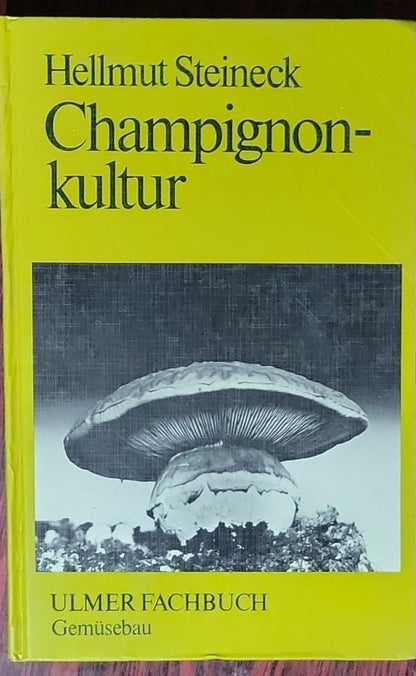 Hellmut Steineck
Champignon-
kultur
ULMER FACHBUCH
Gemüsebau